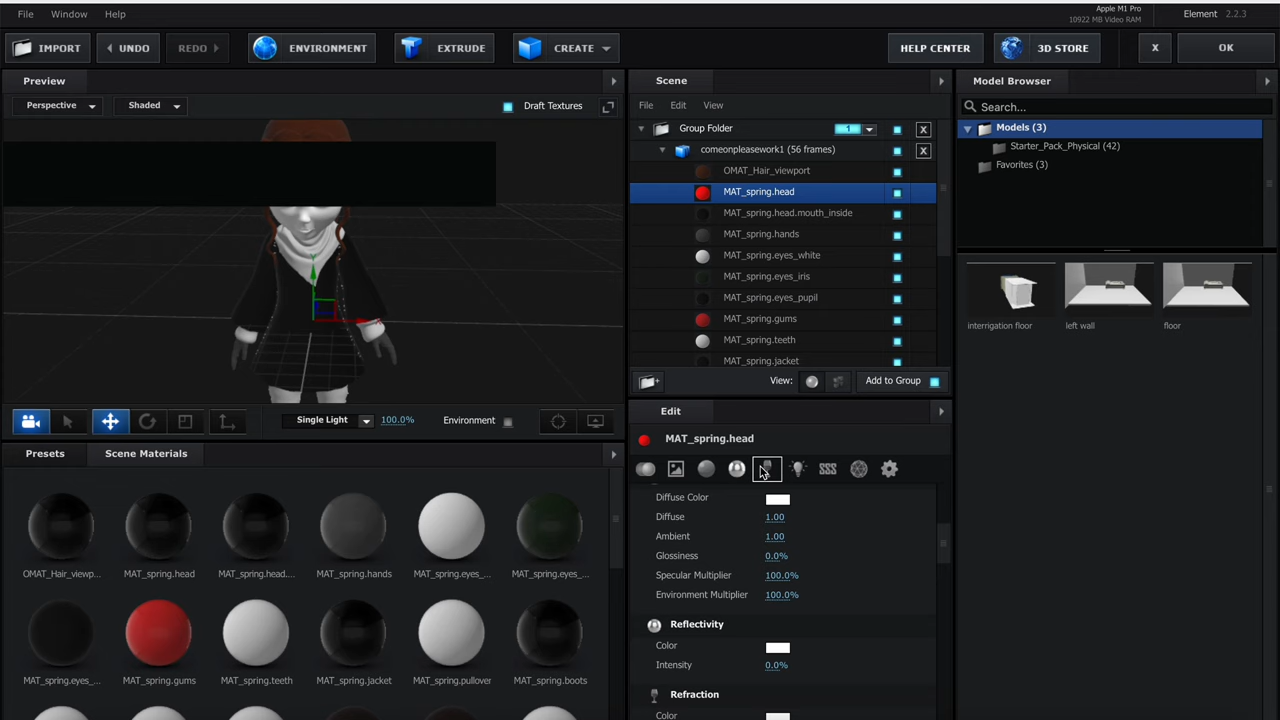 File Window Help
Apple M1 Pro
10922 MB Video RAM
Element 2.2.3
IMPORT UNDO REDO ENVIRONMENT EXTRUDE CREATE HELP CENTER 3D STORE X OK
Preview
Perspective Shaded Draft Textures
Single Light 100.0% Environment
Presets Scene Materials
OMAT_Hair_viewp... MAT_spring.head MAT_spring.head.... MAT_spring.hands MAT_spring.eyes_... MAT_spring.eyes_...
MAT_spring.eyes_... MAT_spring.gums MAT_spring.teeth MAT_spring.jacket MAT_spring.pullover MAT_spring.boots
Scene
File Edit View
Group Folder 1 X
comeonpleasework1 (56 frames) X
OMAT_Hair_viewport
MAT_spring.head
MAT_spring.head.mouth_inside
MAT_spring.hands
MAT_spring.eyes_white
MAT_spring.eyes_iris
MAT_spring.eyes_pupil
MAT_spring.gums
MAT_spring.teeth
MAT_spring.jacket
View: Add to Group
Edit
MAT_spring.head
Diffuse Color
Diffuse 1.00
Ambient 1.00
Glossiness 0.0%
Specular Multiplier 100.0%
Environment Multiplier 100.0%
Reflectivity
Color
Intensity 0.0%
Refraction
Color
Model Browser
Search...
Models (3)
Starter_Pack_Physical (42)
Favorites (3)
interrigation floor left wall floor